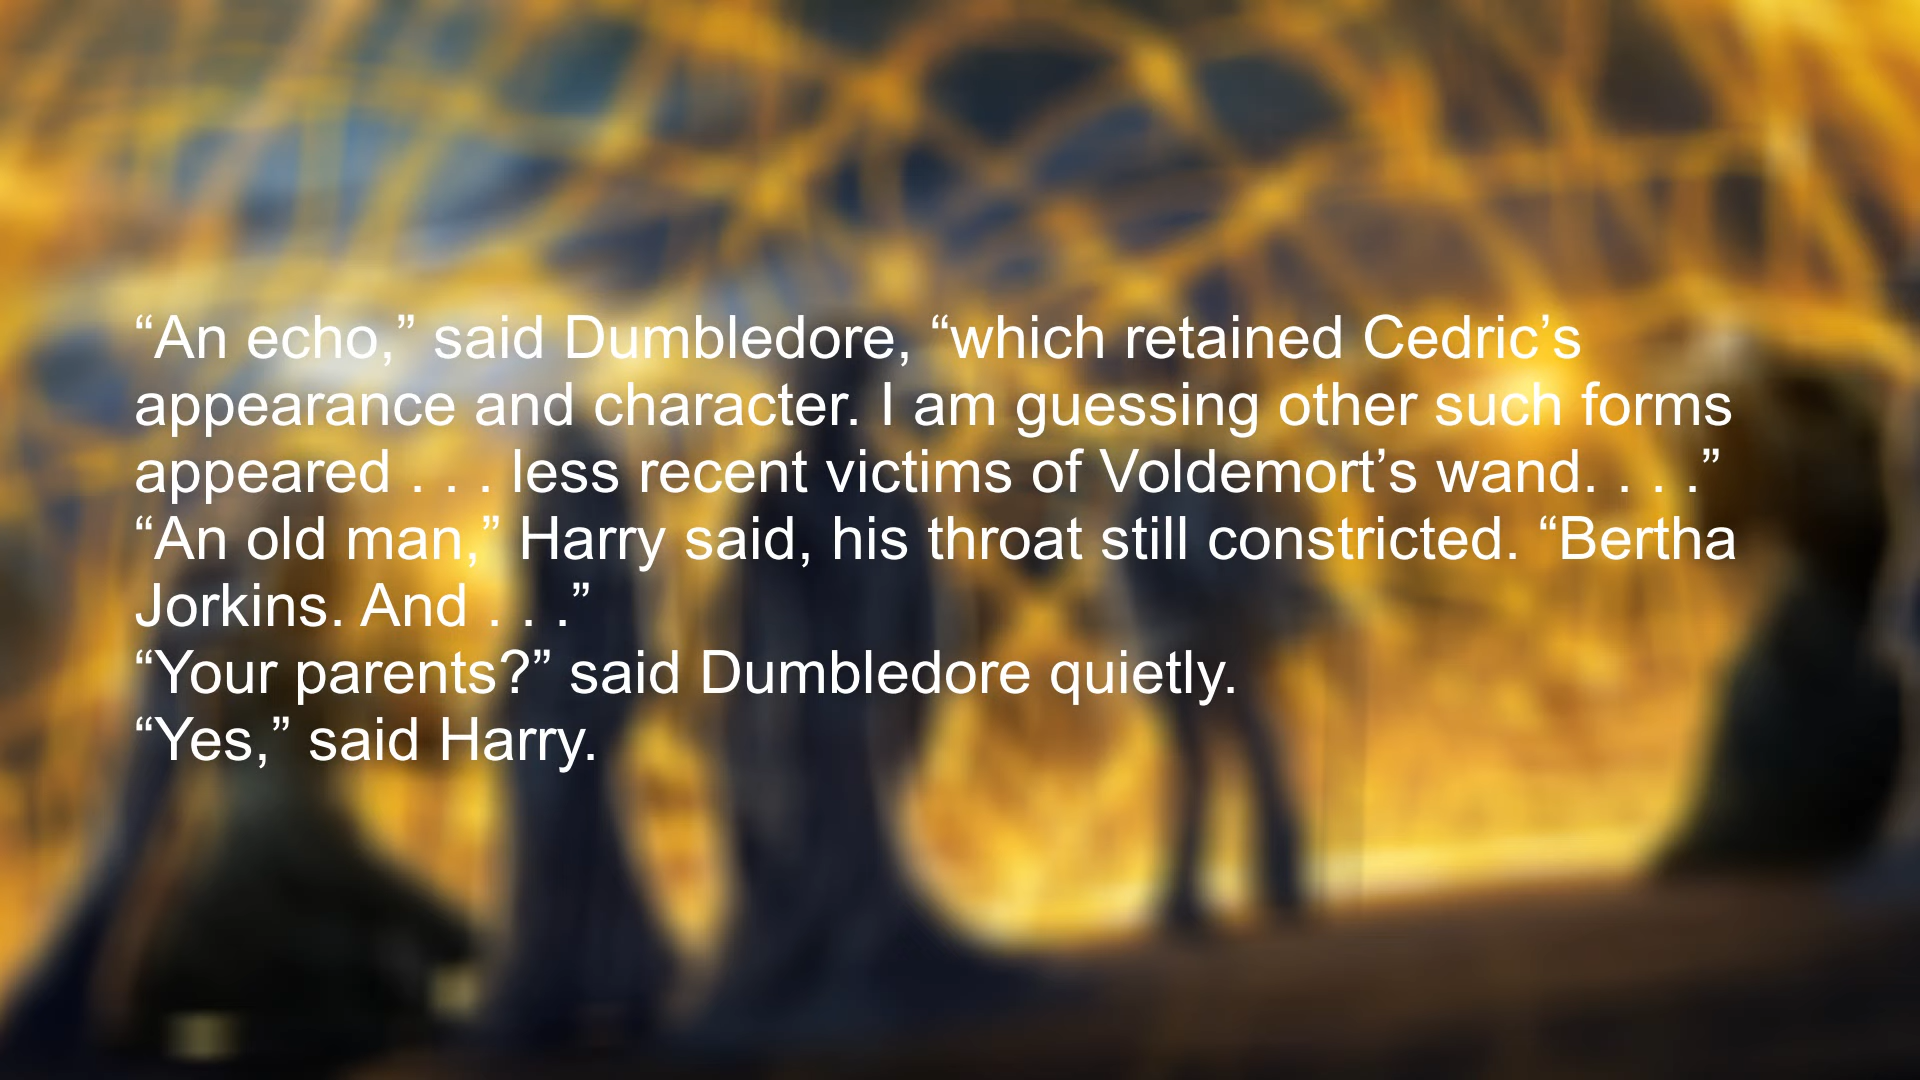 “An echo,” said Dumbledore, “which retained Cedric’s
appearance and character. I am guessing other such forms
appeared . . . less recent victims of Voldemort’s wand. . . .”
“An old man,” Harry said, his throat still constricted. “Bertha
Jorkins. And . . .”
“Your parents?” said Dumbledore quietly.
“Yes,” said Harry.